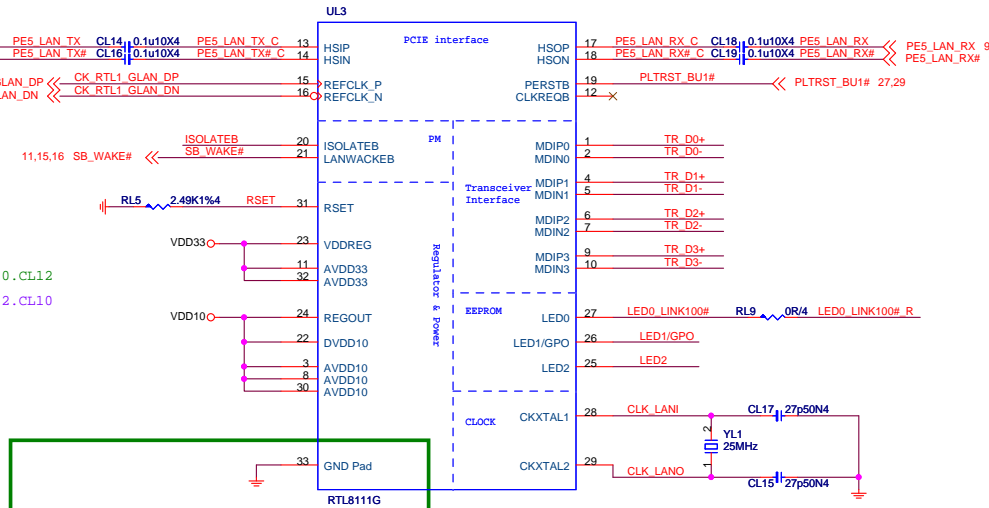 UL3
PE5_LAN_TX CL14 0.1u10X4 PE5_LAN_TX_C 13 HSIP PCIE interface HSOP 17 PE5_LAN_RX_C CL18 0.1u10X4 PE5_LAN_RX PE5_LAN_RX 9
PE5_LAN_TX# CL16 0.1u10X4 PE5_LAN_TX#_C 14 HSIN HSON 18 PE5_LAN_RX#_C CL19 0.1u10X4 PE5_LAN_RX# PE5_LAN_RX#
GLAN_DP CK_RTL1_GLAN_DP 15 REFCLK_P PERSTB 19 PLTRST_BU1# PLTRST_BU1# 27,29
LAN_DN CK_RTL1_GLAN_DN 16 REFCLK_N CLKREQB 12
ISOLATEB 20 ISOLATEB PM MDIP0 1 TR_D0+
11,15,16 SB_WAKE# SB_WAKE# 21 LANWACKEB MDIN0 2 TR_D0-
Transceiver Interface
MDIP1 4 TR_D1+
MDIN1 5 TR_D1-
RL5 2.49K1%4 RSET 31 RSET
MDIP2 6 TR_D2+
MDIN2 7 TR_D2-
VDD33 23 VDDREG
Regulator & Power
MDIP3 9 TR_D3+
11 AVDD33 MDIN3 10 TR_D3-
32 AVDD33
0.CL12
2.CL10
VDD10 24 REGOUT EEPROM LED0 27 LED0_LINK100# RL9 0R/4 LED0_LINK100#_R
22 DVDD10 LED1/GPO 26 LED1/GPO
3 AVDD10 LED2 25 LED2
8 AVDD10
30 AVDD10
CLOCK CKXTAL1 28 CLK_LANI CL17 27p50N4
2 YL1
25MHz
1
33 GND Pad CKXTAL2 29 CLK_LANO CL15 27p50N4
RTL8111G